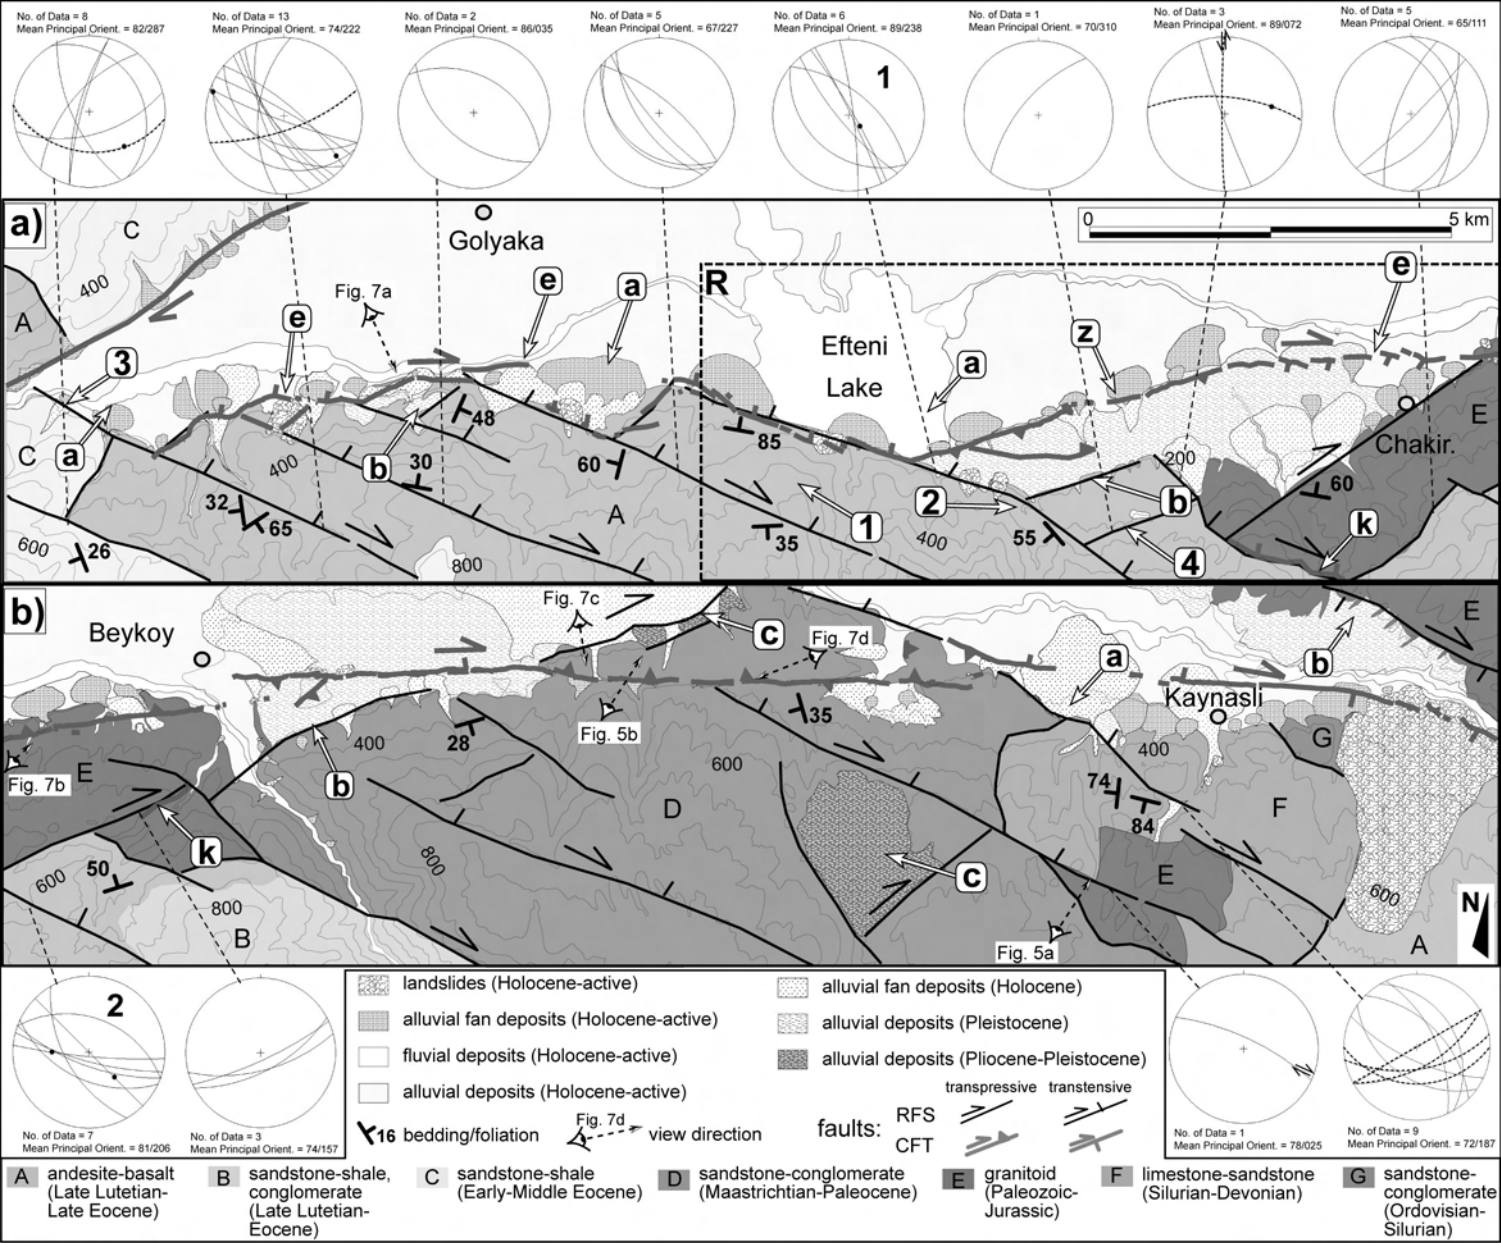 No. of Data = 8
Mean Principal Orient. = 82/287
No. of Data = 13
Mean Principal Orient. = 74/222
No. of Data = 2
Mean Principal Orient. = 86/035
No. of Data = 5
Mean Principal Orient. = 67/227
No. of Data = 6
Mean Principal Orient. = 89/238
No. of Data = 1
Mean Principal Orient. = 70/310
No. of Data = 3
Mean Principal Orient. = 89/072
No. of Data = 5
Mean Principal Orient. = 65/111
1
a)
C
400
A
3
a
C
600
26
Golyaka
Fig. 7a
e
e
a
R
0
5 km
Efteni
Lake
a
z
e
E
Chakir.
400
b
48
30
60
85
32
65
A
800
1
35
2
400
55
200
b
4
60
k
b)
Beykoy
Fig. 7c
c
Fig. 7d
a
b
E
Kaynasli
Fig. 5b
35
28
400
b
E
Fig. 7b
k
50
600
800
B
800
D
600
c
400
74
84
F
G
E
600
A
N
Fig. 5a
2
No. of Data = 7
Mean Principal Orient. = 81/206
No. of Data = 3
Mean Principal Orient. = 74/157
landslides (Holocene-active)
alluvial fan deposits (Holocene-active)
fluvial deposits (Holocene-active)
alluvial deposits (Holocene-active)
alluvial fan deposits (Holocene)
alluvial deposits (Pleistocene)
alluvial deposits (Pliocene-Pleistocene)
16 bedding/foliation
Fig. 7d
view direction
faults:
transpressive
transtensive
RFS
CFT
No. of Data = 1
Mean Principal Orient. = 78/025
No. of Data = 9
Mean Principal Orient. = 72/187
A
andesite-basalt
(Late Lutetian-
Late Eocene)
B
sandstone-shale,
conglomerate
(Late Lutetian-
Eocene)
C
sandstone-shale
(Early-Middle Eocene)
D
sandstone-conglomerate
(Maastrichtian-Paleocene)
E
granitoid
(Paleozoic-
Jurassic)
F
limestone-sandstone
(Silurian-Devonian)
G
sandstone-
conglomerate
(Ordovisian-
Silurian)